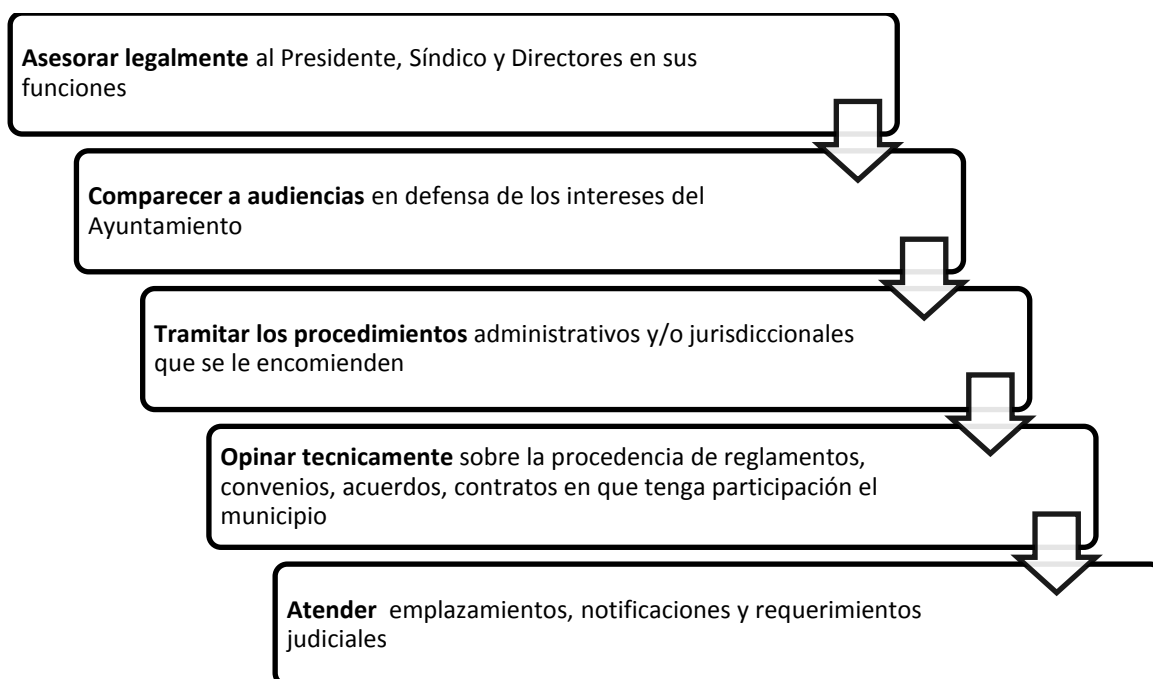 Asesorar legalmente al Presidente, Síndico y Directores en sus
funciones
Comparecer a audiencias en defensa de los intereses del
Ayuntamiento
Tramitar los procedimientos administrativos y/o jurisdiccionales
que se le encomienden
Opinar tecnicamente sobre la procedencia de reglamentos,
convenios, acuerdos, contratos en que tenga participación el
municipio
Atender emplazamientos, notificaciones y requerimientos
judiciales